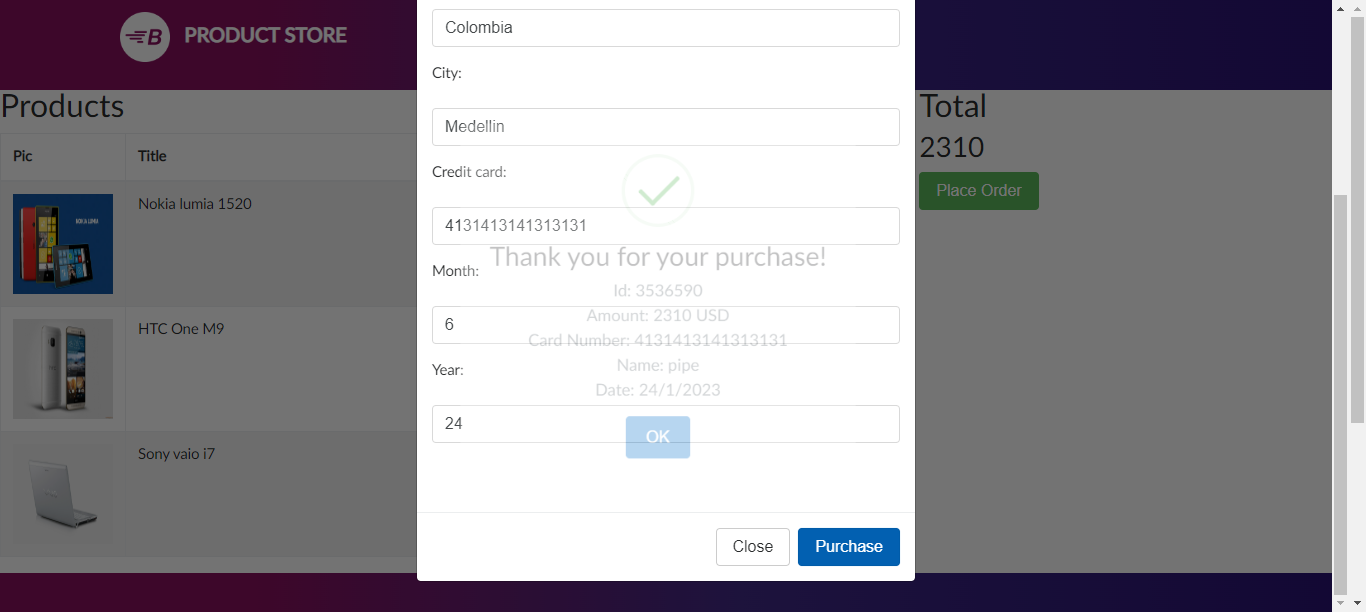 B PRODUCT STORE
Products
Pic Title
NOKIA LUMIA
Nokia lumia 1520
HTC One M9
Sony vaio i7
Colombia
City:
Medellin
Credit card:
4131413141313131
Month:
6
Year:
24
Thank you for your purchase!
Id: 3536590
Amount: 2310 USD
Card Number: 4131413141313131
Name: pipe
Date: 24/1/2023
OK
Close Purchase
Total
2310
Place Order